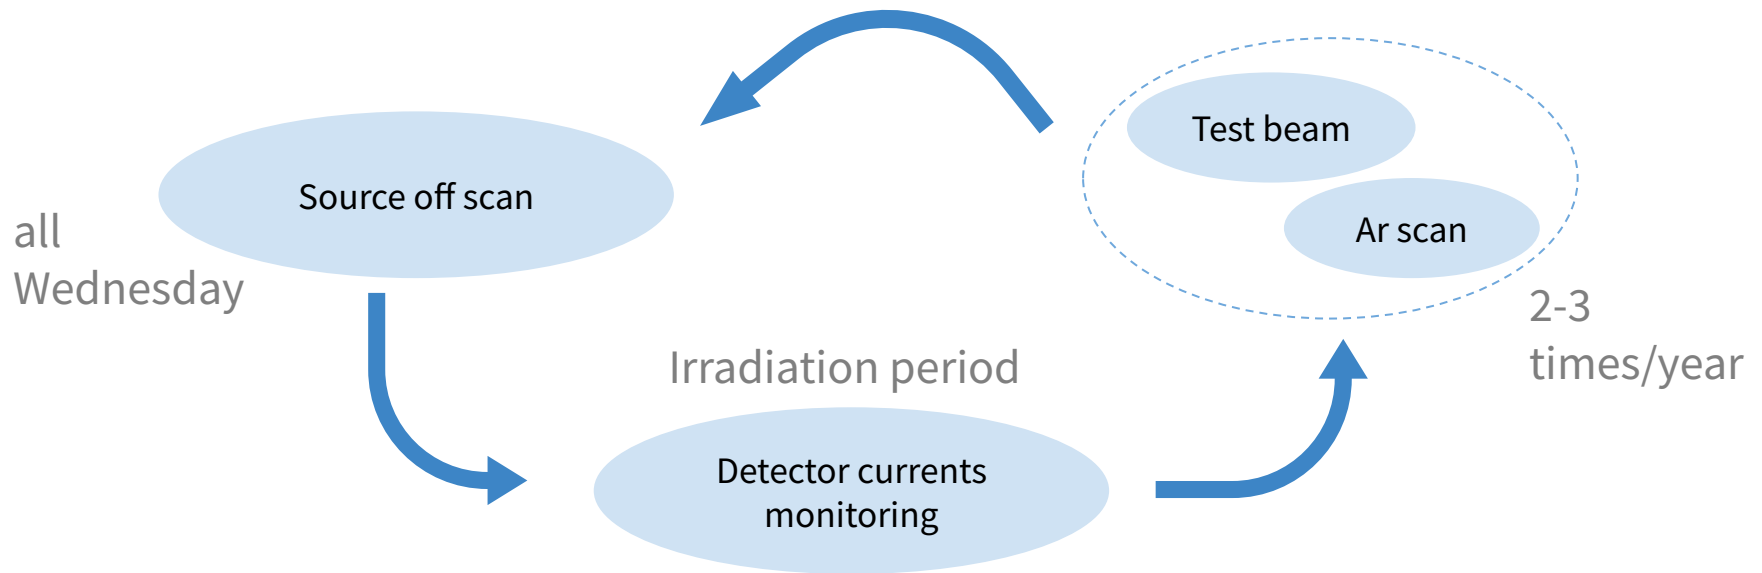 Test beam
Source off scan
Ar scan
all
Wednesday
2-3
times/year
Irradiation period
Detector currents
monitoring